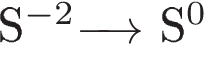 S⁻² ⟶ S⁰